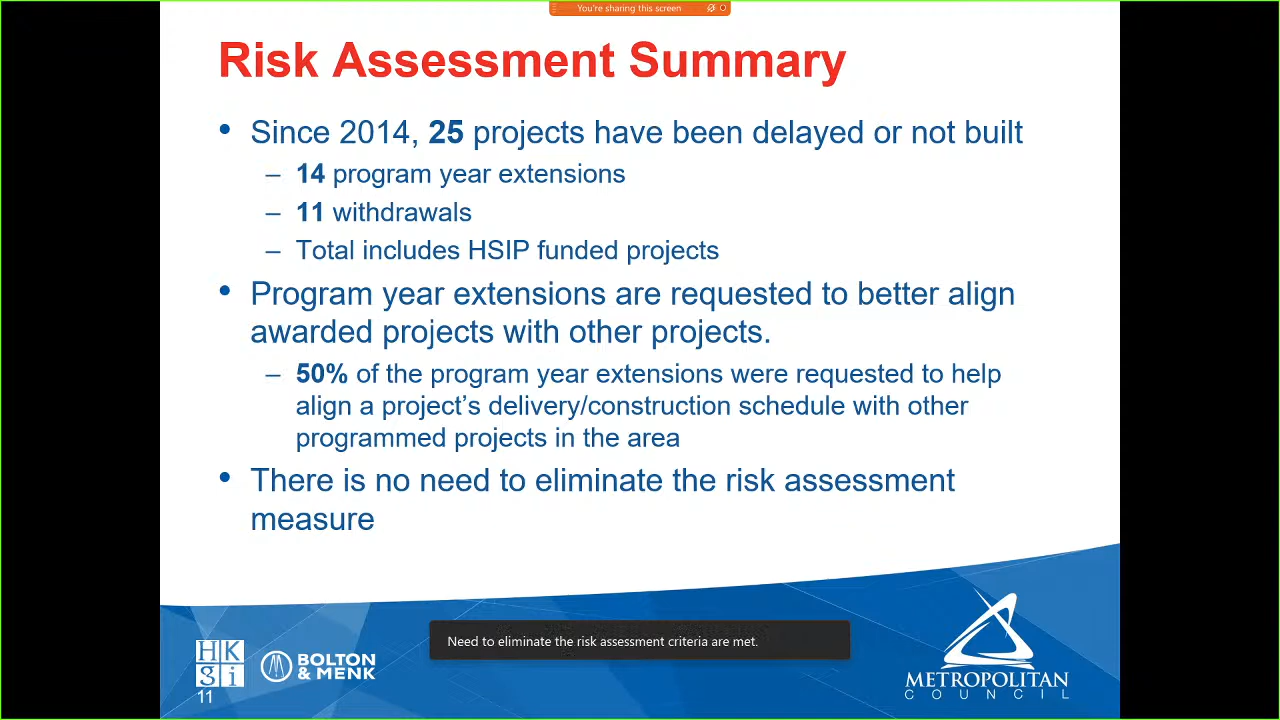 You're sharing this screen
Risk Assessment Summary
• Since 2014, 25 projects have been delayed or not built
– 14 program year extensions
– 11 withdrawals
– Total includes HSIP funded projects
• Program year extensions are requested to better align
awarded projects with other projects.
– 50% of the program year extensions were requested to help
align a project's delivery/construction schedule with other
programmed projects in the area
• There is no need to eliminate the risk assessment
measure
Need to eliminate the risk assessment criteria are met.
HK
gi
BOLTON
& MENK
METROPOLITAN
COUNCIL
11